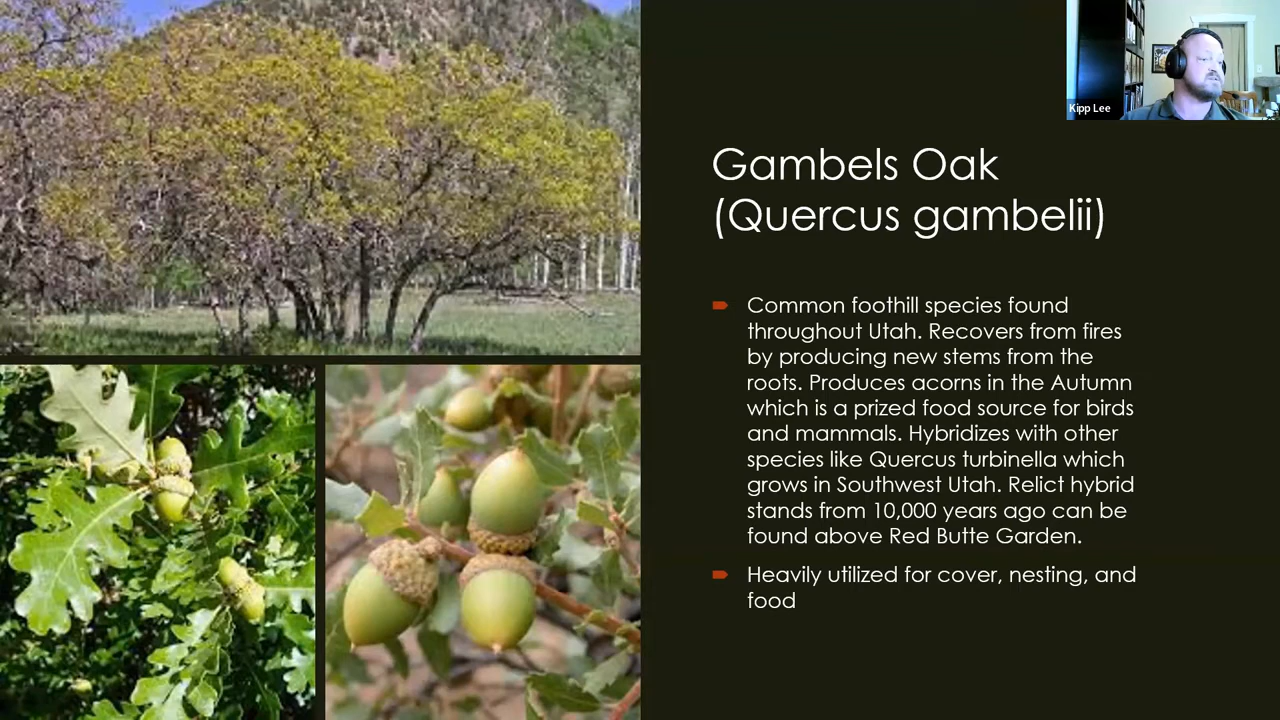 Kipp Lee
Gambels Oak
(Quercus gambelii)
Common foothill species found
throughout Utah. Recovers from fires
by producing new stems from the
roots. Produces acorns in the Autumn
which is a prized food source for birds
and mammals. Hybridizes with other
species like Quercus turbinella which
grows in Southwest Utah. Relict hybrid
stands from 10,000 years ago can be
found above Red Butte Garden.
Heavily utilized for cover, nesting, and
food